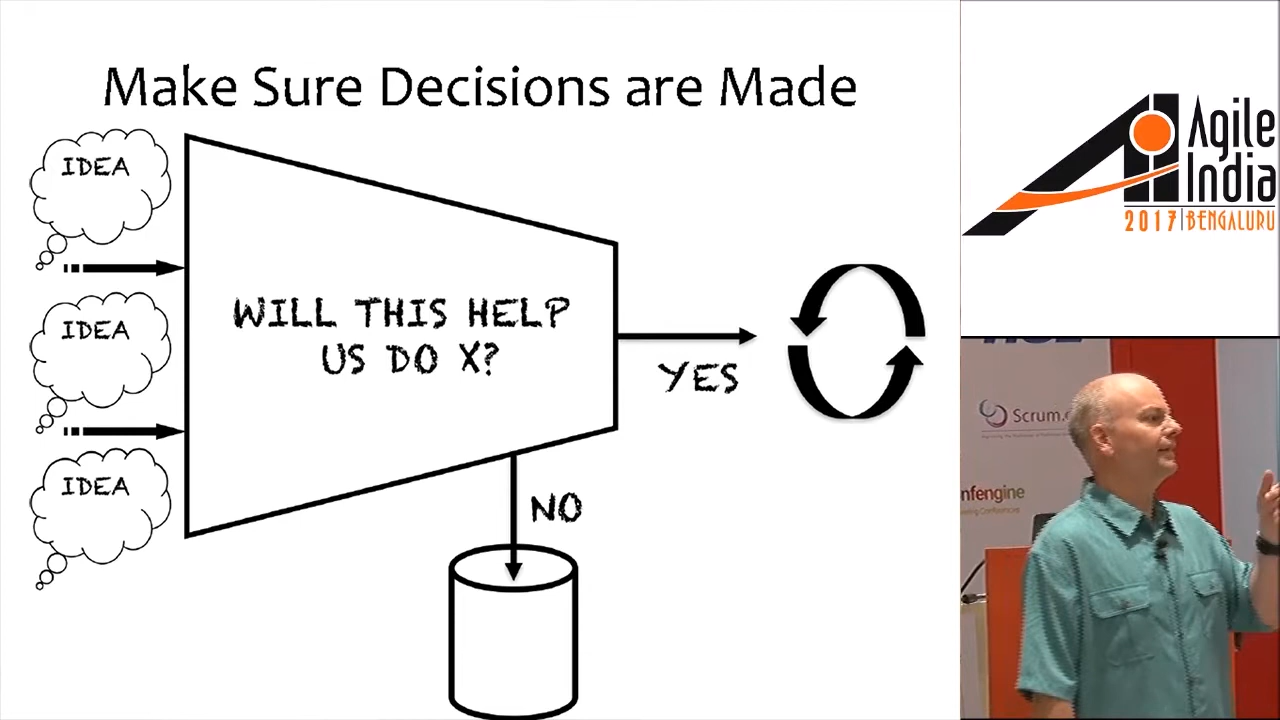 Make Sure Decisions are Made
IDEA
IDEA
IDEA
WILL THIS HELP
US DO X?
YES
NO
Agile
India
2017 | BENGALURU
Scrum.
nfengine